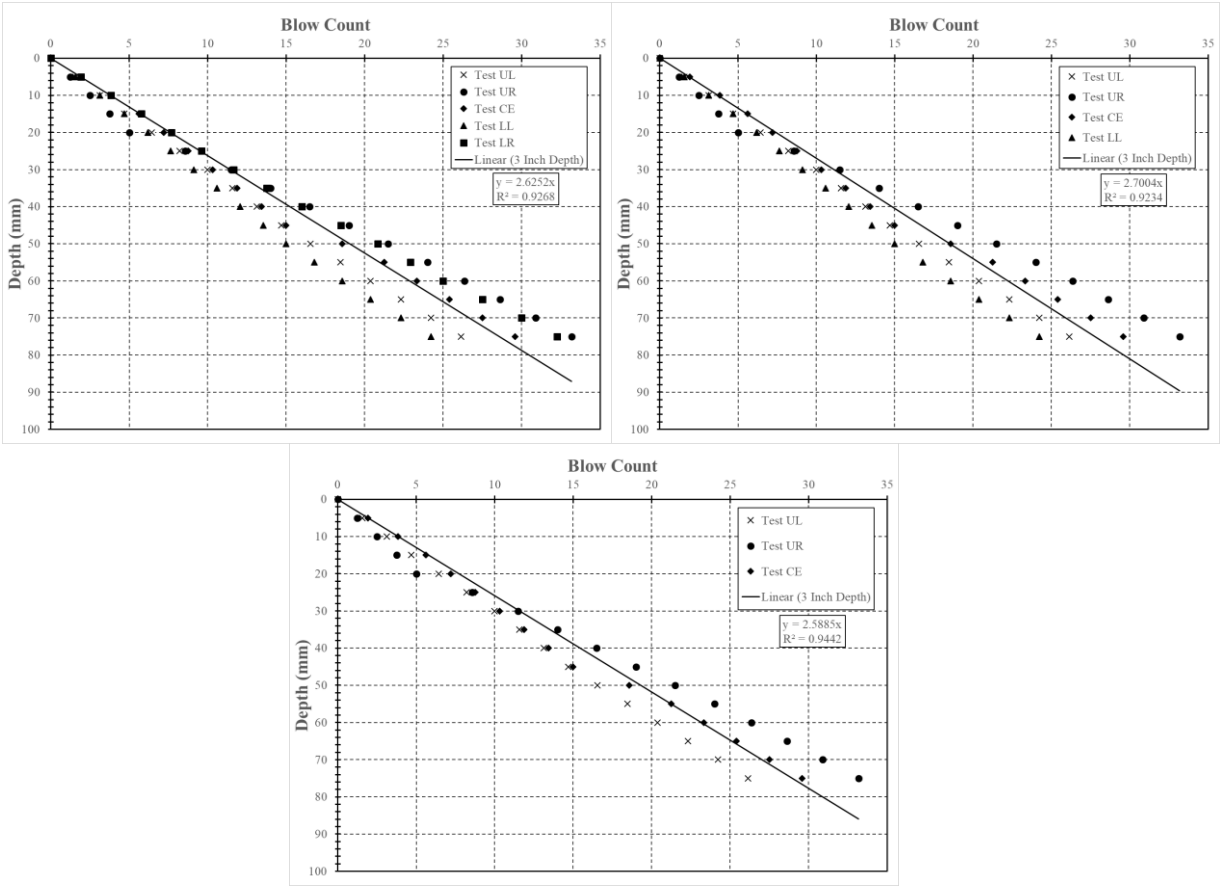 Blow Count
0 5 10 15 20 25 30 35
0
10
20
30
40
50
60
70
80
90
100
Depth (mm)
Test UL
Test UR
Test CE
Test LL
Test LR
Linear (3 Inch Depth)
y = 2.6252x
R² = 0.9268
Blow Count
0 5 10 15 20 25 30 35
0
10
20
30
40
50
60
70
80
90
100
Depth (mm)
Test UL
Test UR
Test CE
Test LL
Linear (3 Inch Depth)
y = 2.7004x
R² = 0.9234
Blow Count
0 5 10 15 20 25 30 35
0
10
20
30
40
50
60
70
80
90
100
Depth (mm)
Test UL
Test UR
Test CE
Linear (3 Inch Depth)
y = 2.5885x
R² = 0.9442